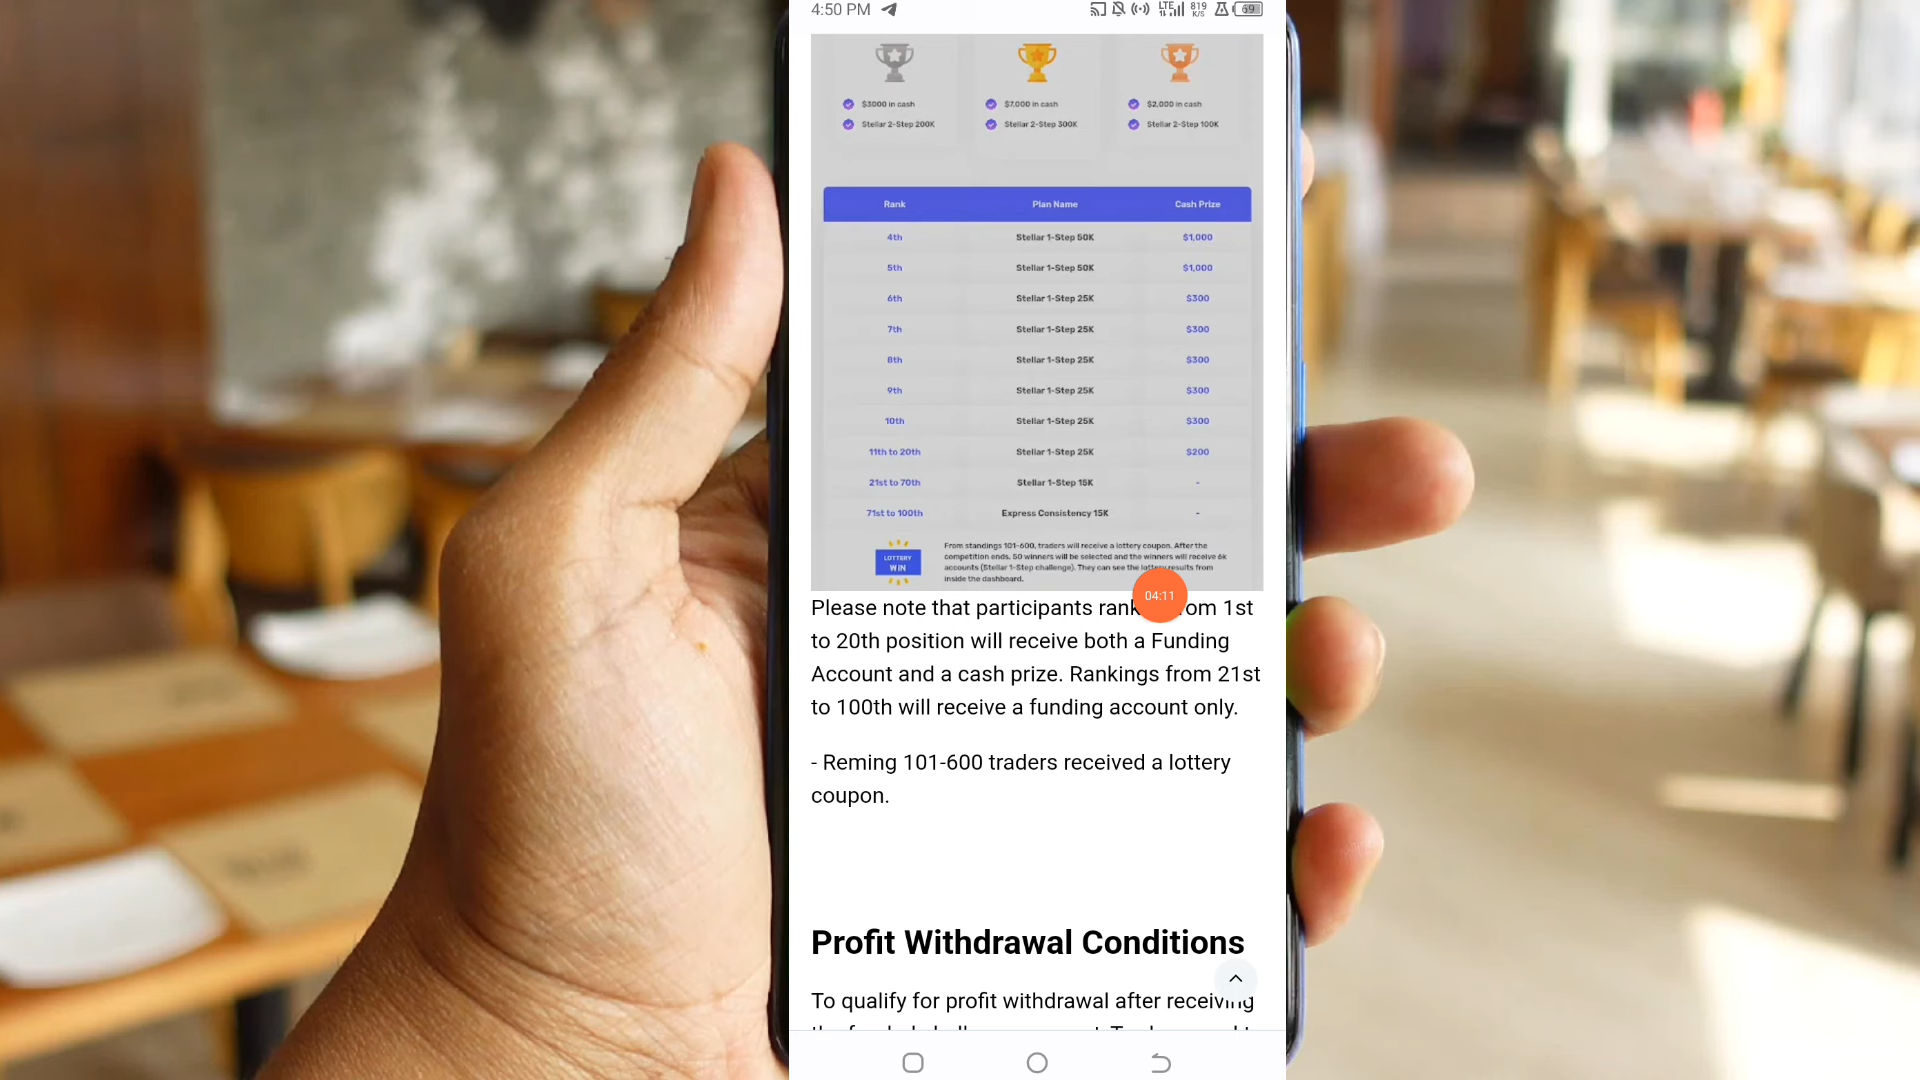 4:50 PM
LTE
819
K/S
69
$3000 in cash
Stellar 2-Step 200K
$7,000 in cash
Stellar 2-Step 300K
$2,000 in cash
Stellar 2-Step 100K
Rank Plan Name Cash Prize
4th Stellar 1-Step 50K $1,000
5th Stellar 1-Step 50K $1,000
6th Stellar 1-Step 25K $300
7th Stellar 1-Step 25K $300
8th Stellar 1-Step 25K $300
9th Stellar 1-Step 25K $300
10th Stellar 1-Step 25K $300
11th to 20th Stellar 1-Step 25K $200
21st to 70th Stellar 1-Step 15K -
71st to 100th Express Consistency 15K -
LOTTERY
WIN
From standings 101-600, traders will receive a lottery coupon. After the
competition ends, 50 winners will be selected and the winners will receive 6k
accounts (Stellar 1-Step challenge). They can see the lottery results from
inside the dashboard.
04:11
Please note that participants om 1st
to 20th position will receive both a Funding
Account and a cash prize. Rankings from 21st
to 100th will receive a funding account only.
- Reming 101-600 traders received a lottery
coupon.
Profit Withdrawal Conditions
To qualify for profit withdrawal after receiving